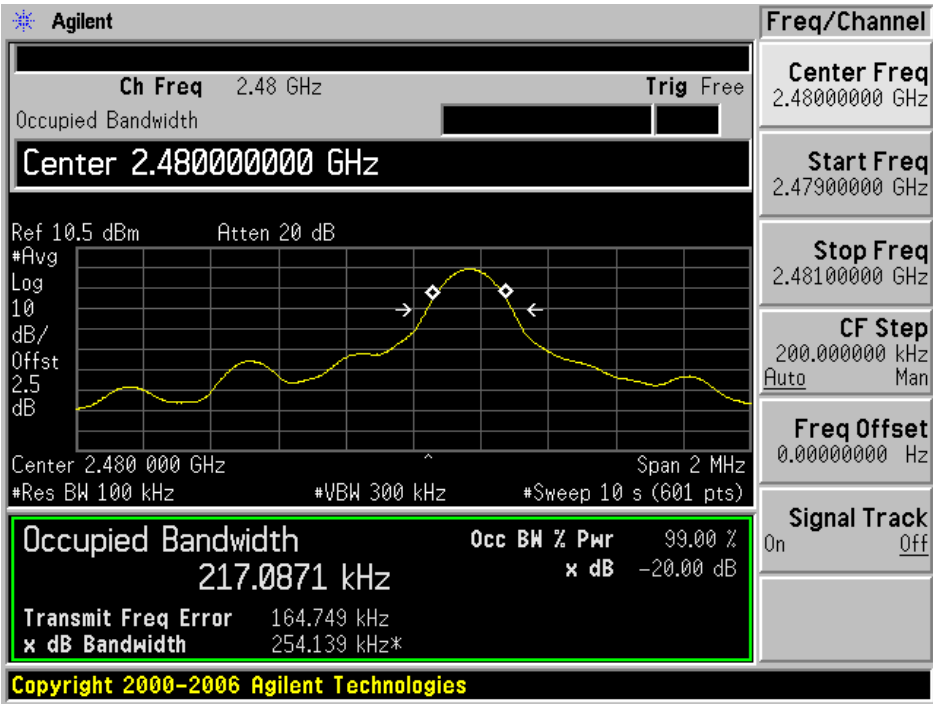 Agilent
Freq/Channel
Ch Freq 2.48 GHz Trig Free
Occupied Bandwidth
Center 2.480000000 GHz
Ref 10.5 dBm Atten 20 dB
#Avg
Log
10
dB/
Offst
2.5
dB
Center 2.480 000 GHz Span 2 MHz
#Res BW 100 kHz #VBW 300 kHz #Sweep 10 s (601 pts)
Occupied Bandwidth
217.0871 kHz
Occ BW % Pwr 99.00 %
x dB -20.00 dB
Transmit Freq Error 164.749 kHz
x dB Bandwidth 254.139 kHz*
Copyright 2000-2006 Agilent Technologies
Center Freq
2.48000000 GHz
Start Freq
2.47900000 GHz
Stop Freq
2.48100000 GHz
CF Step
200.000000 kHz
Auto Man
Freq Offset
0.00000000 Hz
Signal Track
On Off